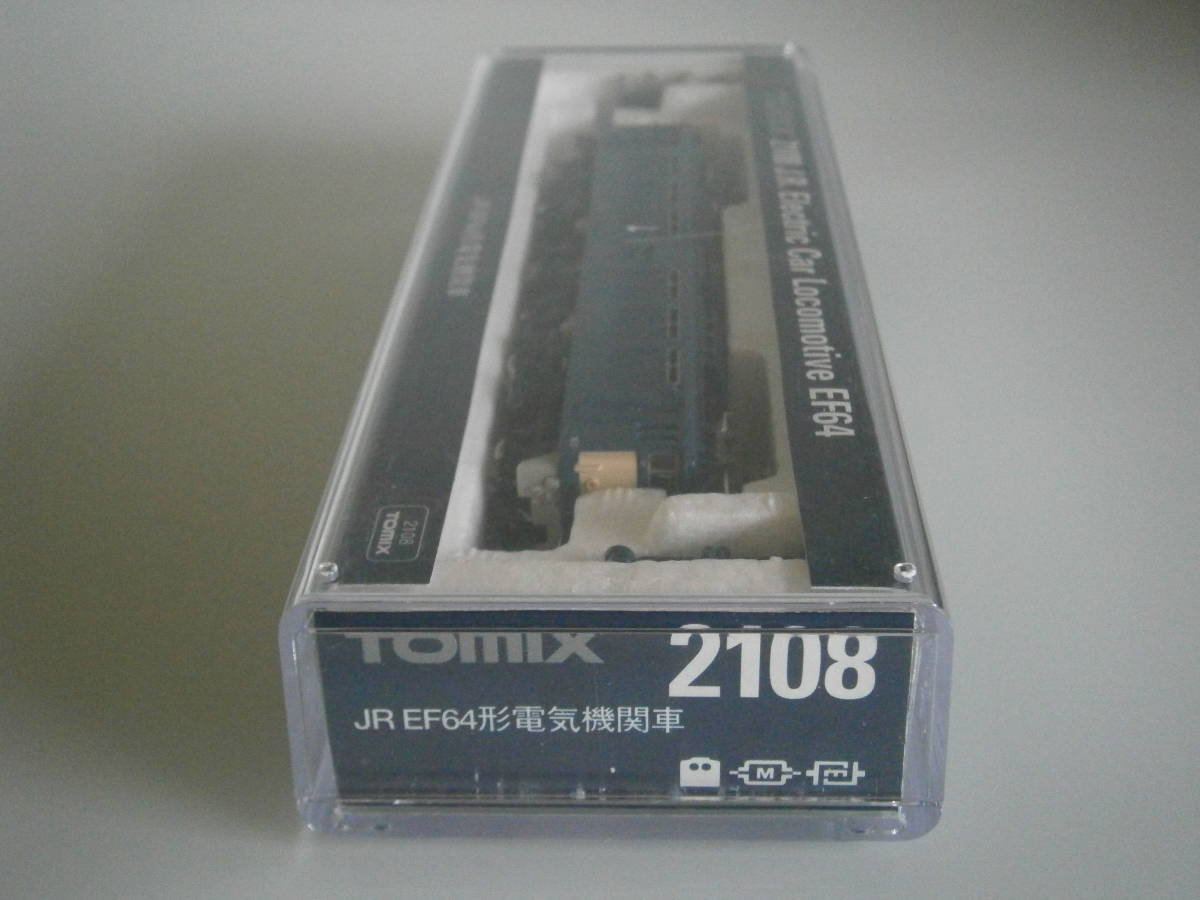 2108 J.R. Electric Car Locomotive EF64
2108
TOMIX
TOMIX
2108
JR EF64形電気機関車
M
E